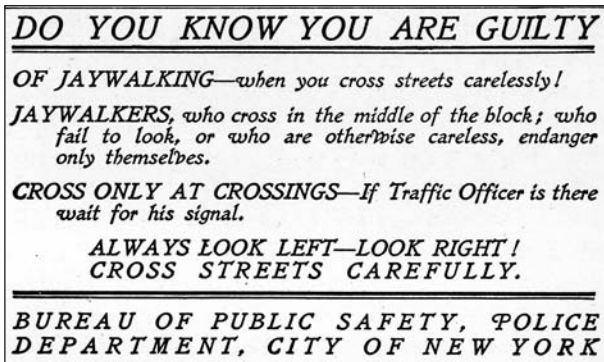 DO YOU KNOW YOU ARE GUILTY
OF JAYWALKING—when you cross streets carelessly!
JAYWALKERS, who cross in the middle of the block; who
fail to look, or who are otherwise careless, endanger
only themselves.
CROSS ONLY AT CROSSINGS—If Traffic Officer is there
wait for his signal.
ALWAYS LOOK LEFT—LOOK RIGHT!
CROSS STREETS CAREFULLY.
BUREAU OF PUBLIC SAFETY, POLICE
DEPARTMENT, CITY OF NEW YORK